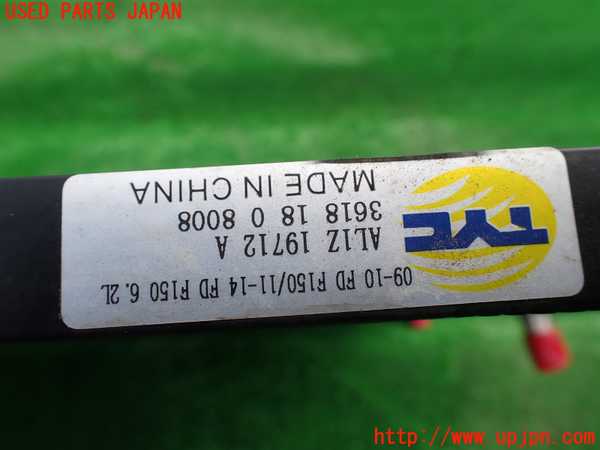 USED PARTS JAPAN
TYC
09-10 FD F150/11-14 FD F150 6.2L
AL1Z 19712 A
3618 18 0 8008
MADE IN CHINA
UPJ
http://www.upjpn.com